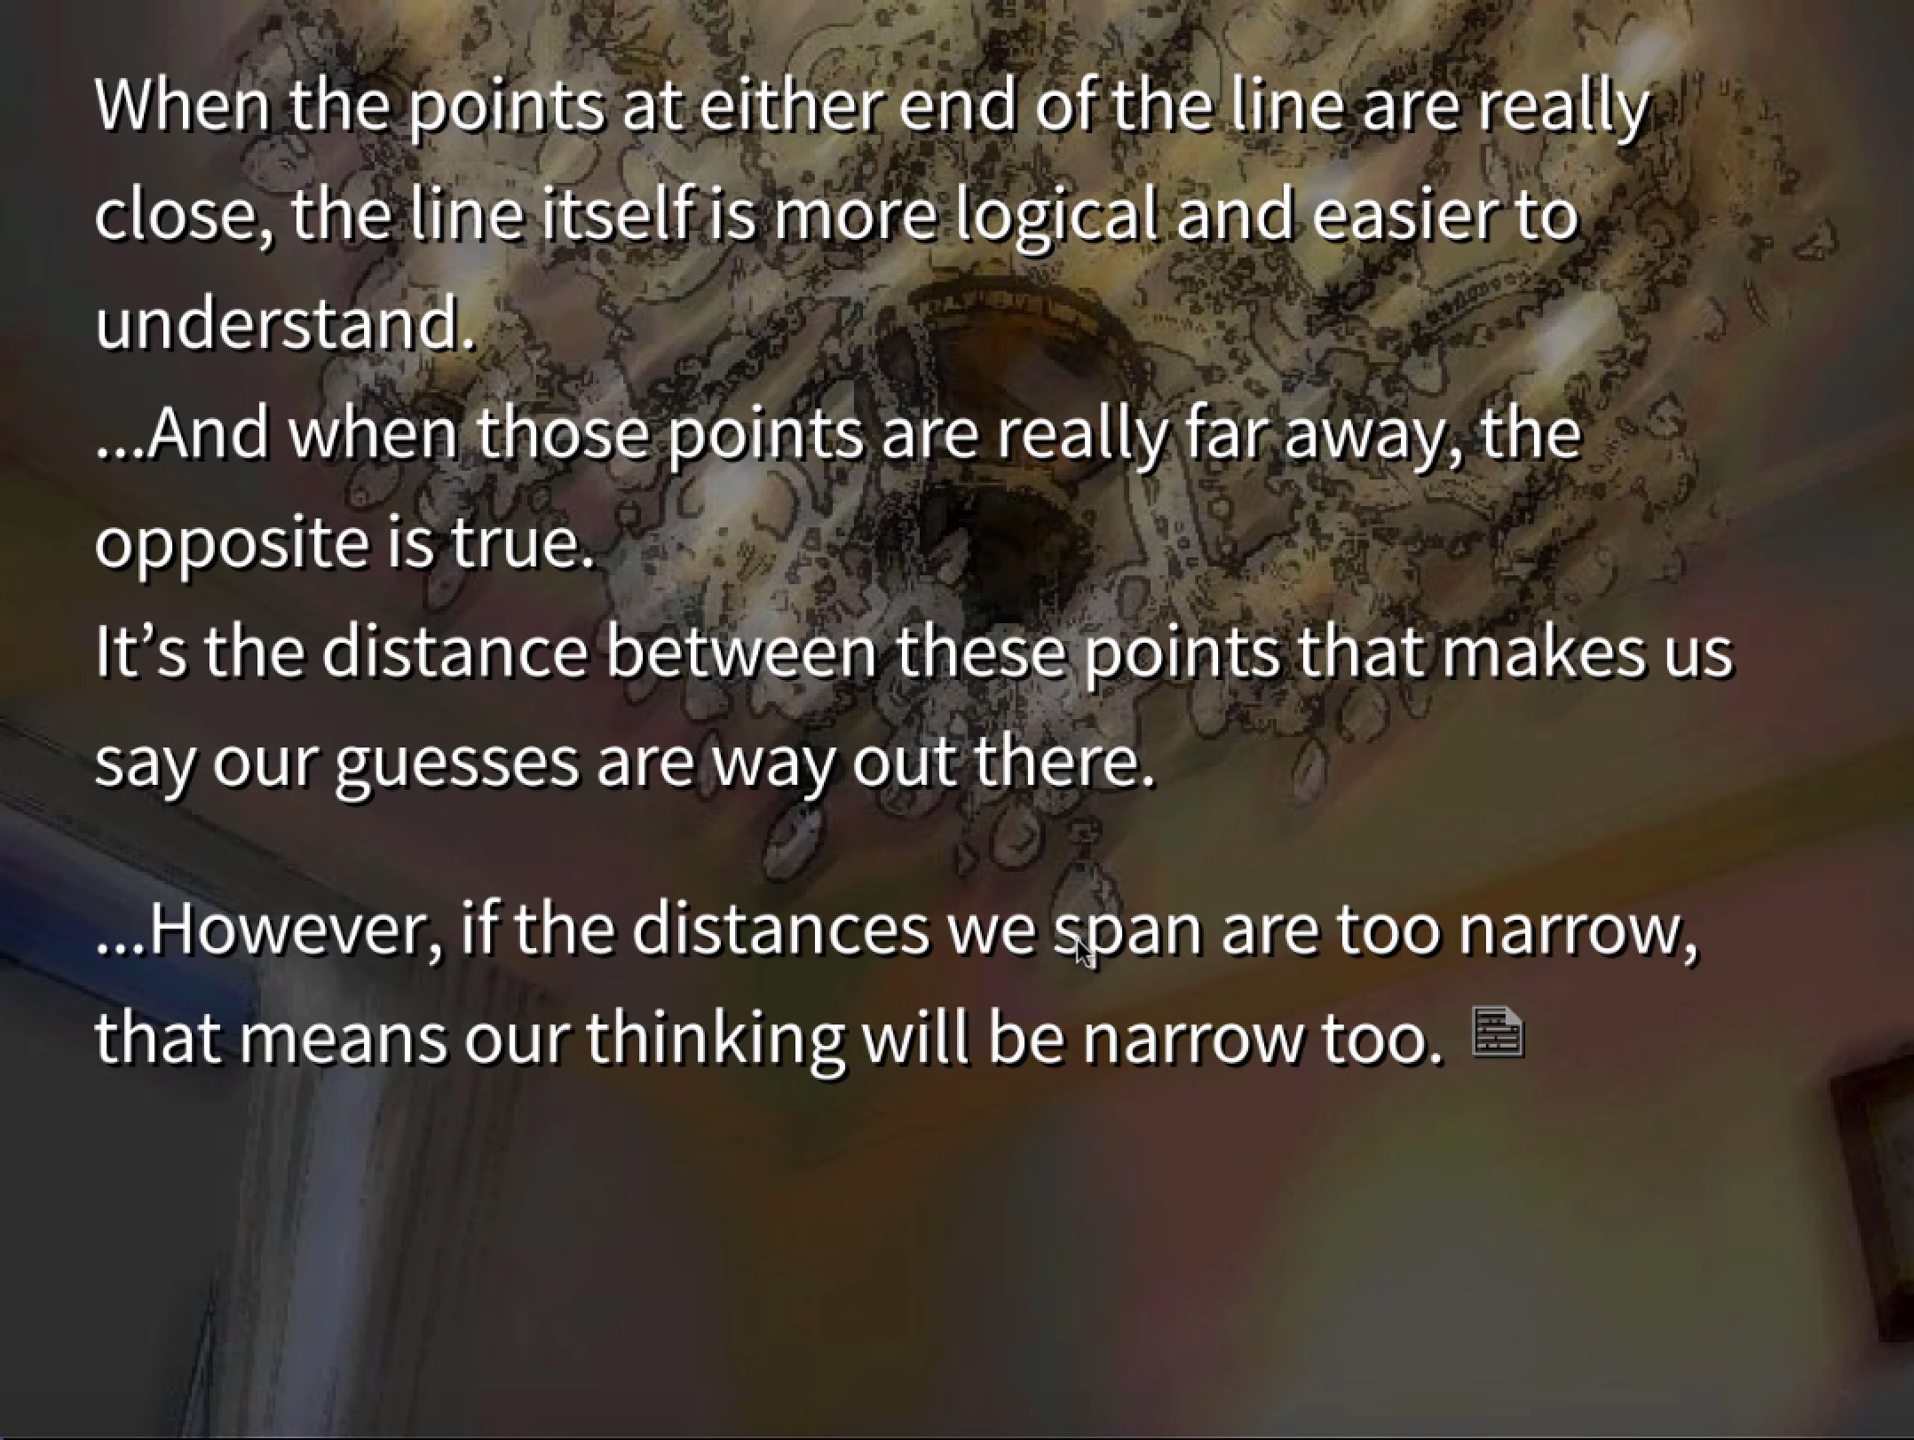 When the points at either end of the line are really
close, the line itself is more logical and easier to
understand.
...And when those points are really far away, the
opposite is true.
It’s the distance between these points that makes us
say our guesses are way out there.
...However, if the distances we span are too narrow,
that means our thinking will be narrow too.